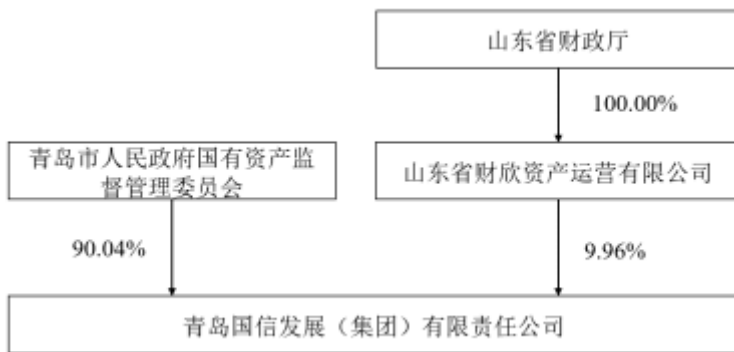 山东省财政厅
100.00%
青岛市人民政府国有资产监
督管理委员会
山东省财欣资产运营有限公司
90.04%
9.96%
青岛国信发展（集团）有限责任公司